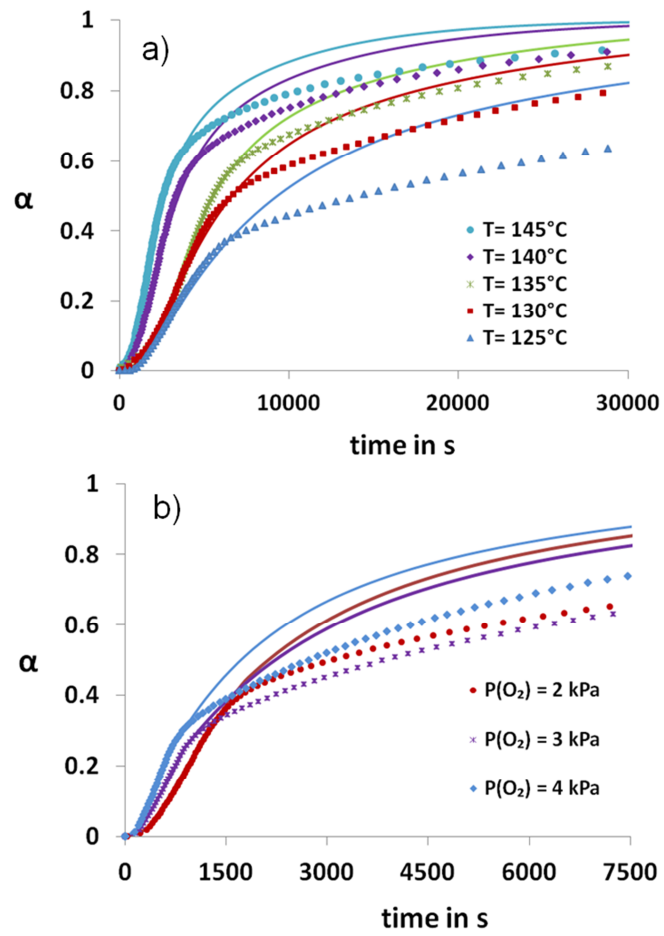 1
a)
0.8
0.6
α
0.4
0.2
0
T= 145°C
T= 140°C
T= 135°C
T= 130°C
T= 125°C
0 10000 20000 30000
time in s
1
b)
0.8
0.6
α
0.4
0.2
0
P(O₂) = 2 kPa
P(O₂) = 3 kPa
P(O₂) = 4 kPa
0 1500 3000 4500 6000 7500
time in s